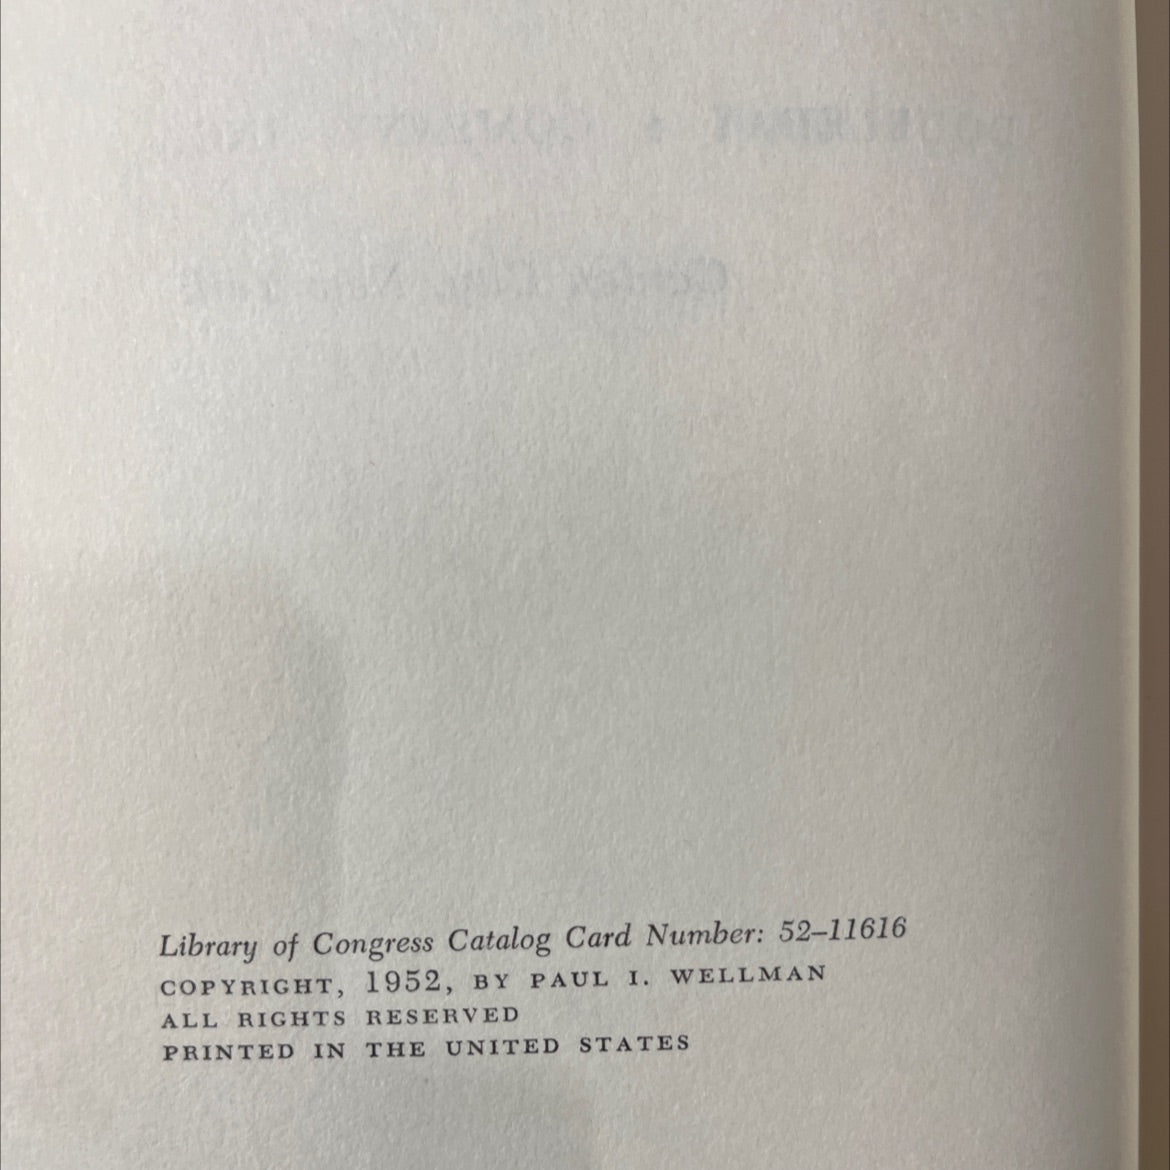 Library of Congress Catalog Card Number: 52–11616
COPYRIGHT, 1952, BY PAUL I. WELLMAN
ALL RIGHTS RESERVED
PRINTED IN THE UNITED STATES